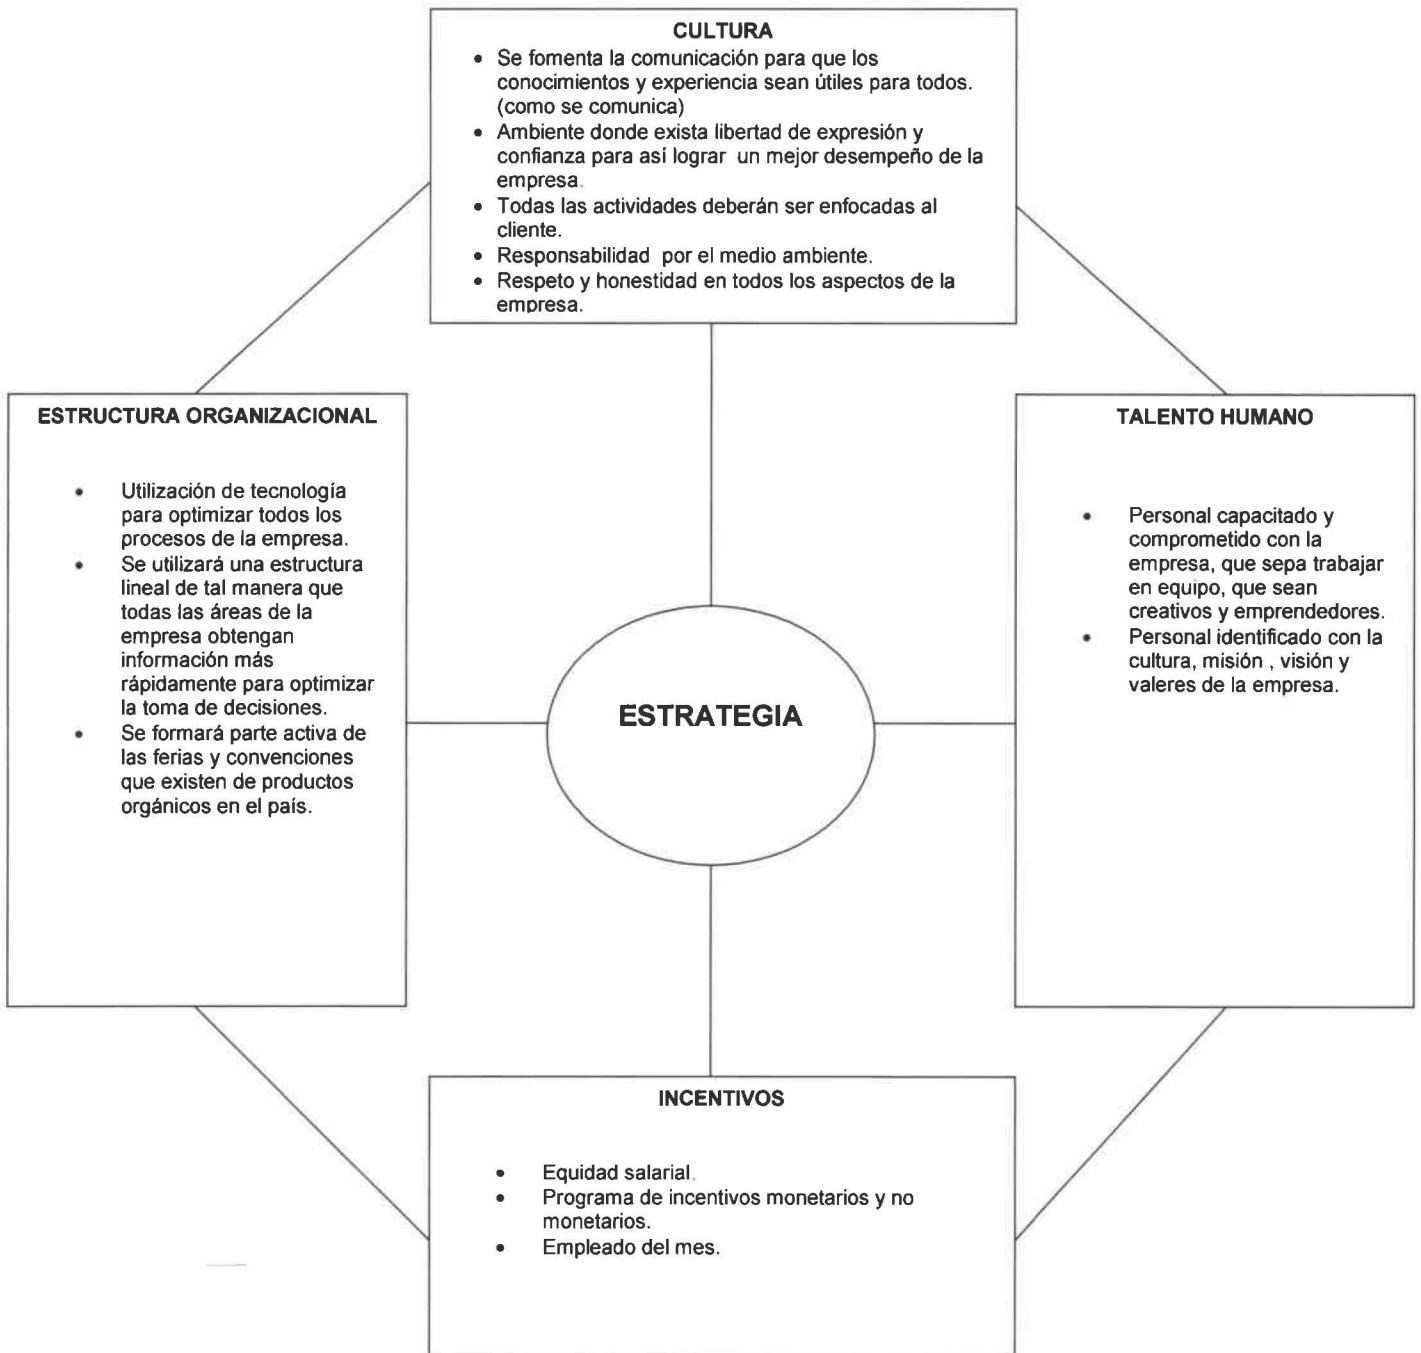 CULTURA
• Se fomenta la comunicación para que los
conocimientos y experiencia sean útiles para todos.
(como se comunica)
• Ambiente donde exista libertad de expresión y
confianza para así lograr un mejor desempeño de la
empresa.
• Todas las actividades deberán ser enfocadas al
cliente.
• Responsabilidad por el medio ambiente.
• Respeto y honestidad en todos los aspectos de la
empresa.
ESTRUCTURA ORGANIZACIONAL
• Utilización de tecnología
para optimizar todos los
procesos de la empresa.
• Se utilizará una estructura
lineal de tal manera que
todas las áreas de la
empresa obtengan
información más
rápidamente para optimizar
la toma de decisiones.
• Se formará parte activa de
las ferias y convenciones
que existen de productos
orgánicos en el país.
ESTRATEGIA
TALENTO HUMANO
• Personal capacitado y
comprometido con la
empresa, que sepa trabajar
en equipo, que sean
creativos y emprendedores.
• Personal identificado con la
cultura, misión , visión y
valeres de la empresa.
INCENTIVOS
• Equidad salarial.
• Programa de incentivos monetarios y no
monetarios.
• Empleado del mes.